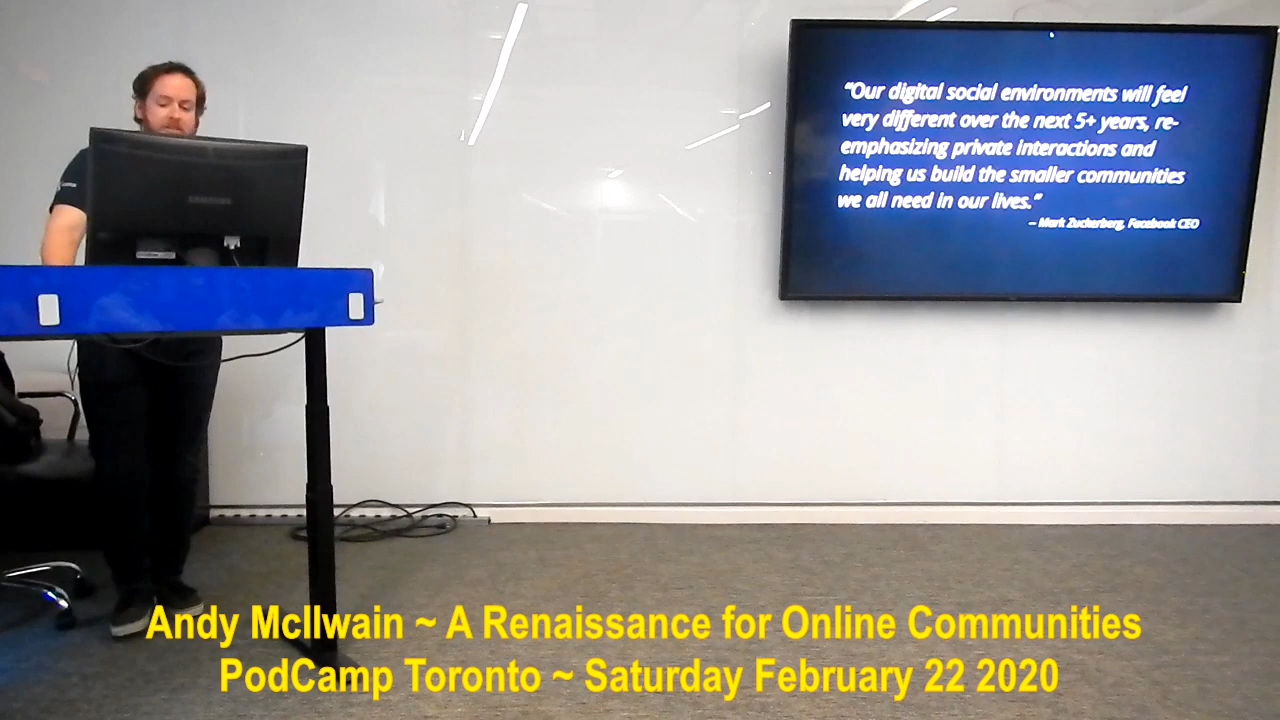 “Our digital social environments will feel
very different over the next 5+ years, re-
emphasizing private interactions and
helping us build the smaller communities
we all need in our lives.”
– Mark Zuckerberg, Facebook CEO
SAMSUNG
Andy McIlwain ~ A Renaissance for Online Communities
PodCamp Toronto ~ Saturday February 22 2020